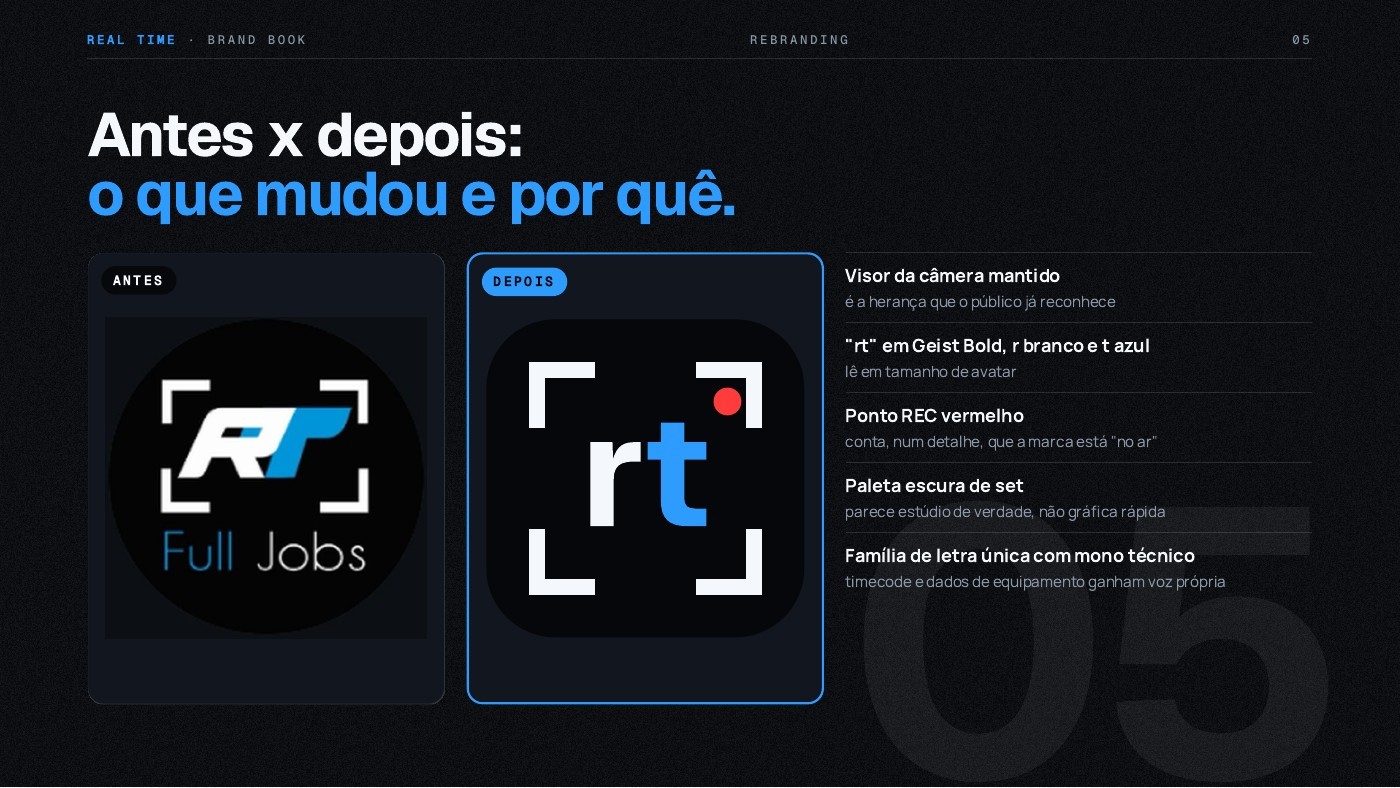 REAL TIME · BRAND BOOK
REBRANDING
05
Antes x depois:
o que mudou e por quê.
ANTES
RT
Full Jobs
DEPOIS
rt
Visor da câmera mantido
é a herança que o público já reconhece
"rt" em Geist Bold, r branco e t azul
lê em tamanho de avatar
Ponto REC vermelho
conta, num detalhe, que a marca está "no ar"
Paleta escura de set
parece estúdio de verdade, não gráfica rápida
Família de letra única com mono técnico
timecode e dados de equipamento ganham voz própria
05